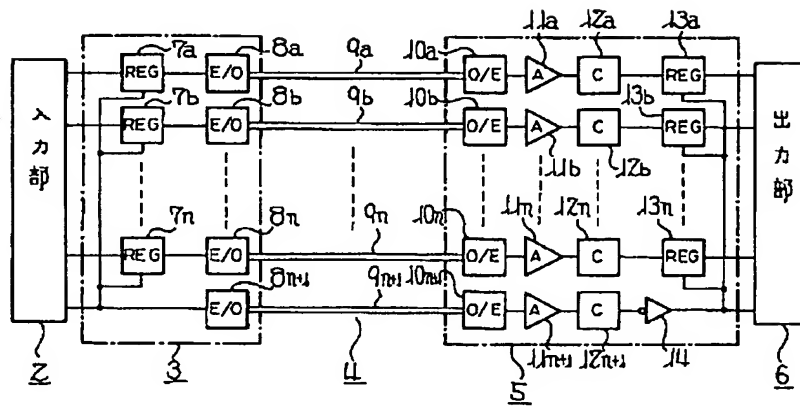 7a 8a 9a 10a 11a 12a 13a
REG E/O O/E A C REG
7b 8b 9b 10b 13b
REG E/O O/E A C REG
11b 12b
入力部
出力部
7n 8n 9n 10n 11n 12n 13n
REG E/O O/E A C REG
8n+1 9n+1 10n+1
E/O O/E A C
11n+1 12n+1 14
2 3 4 5 6